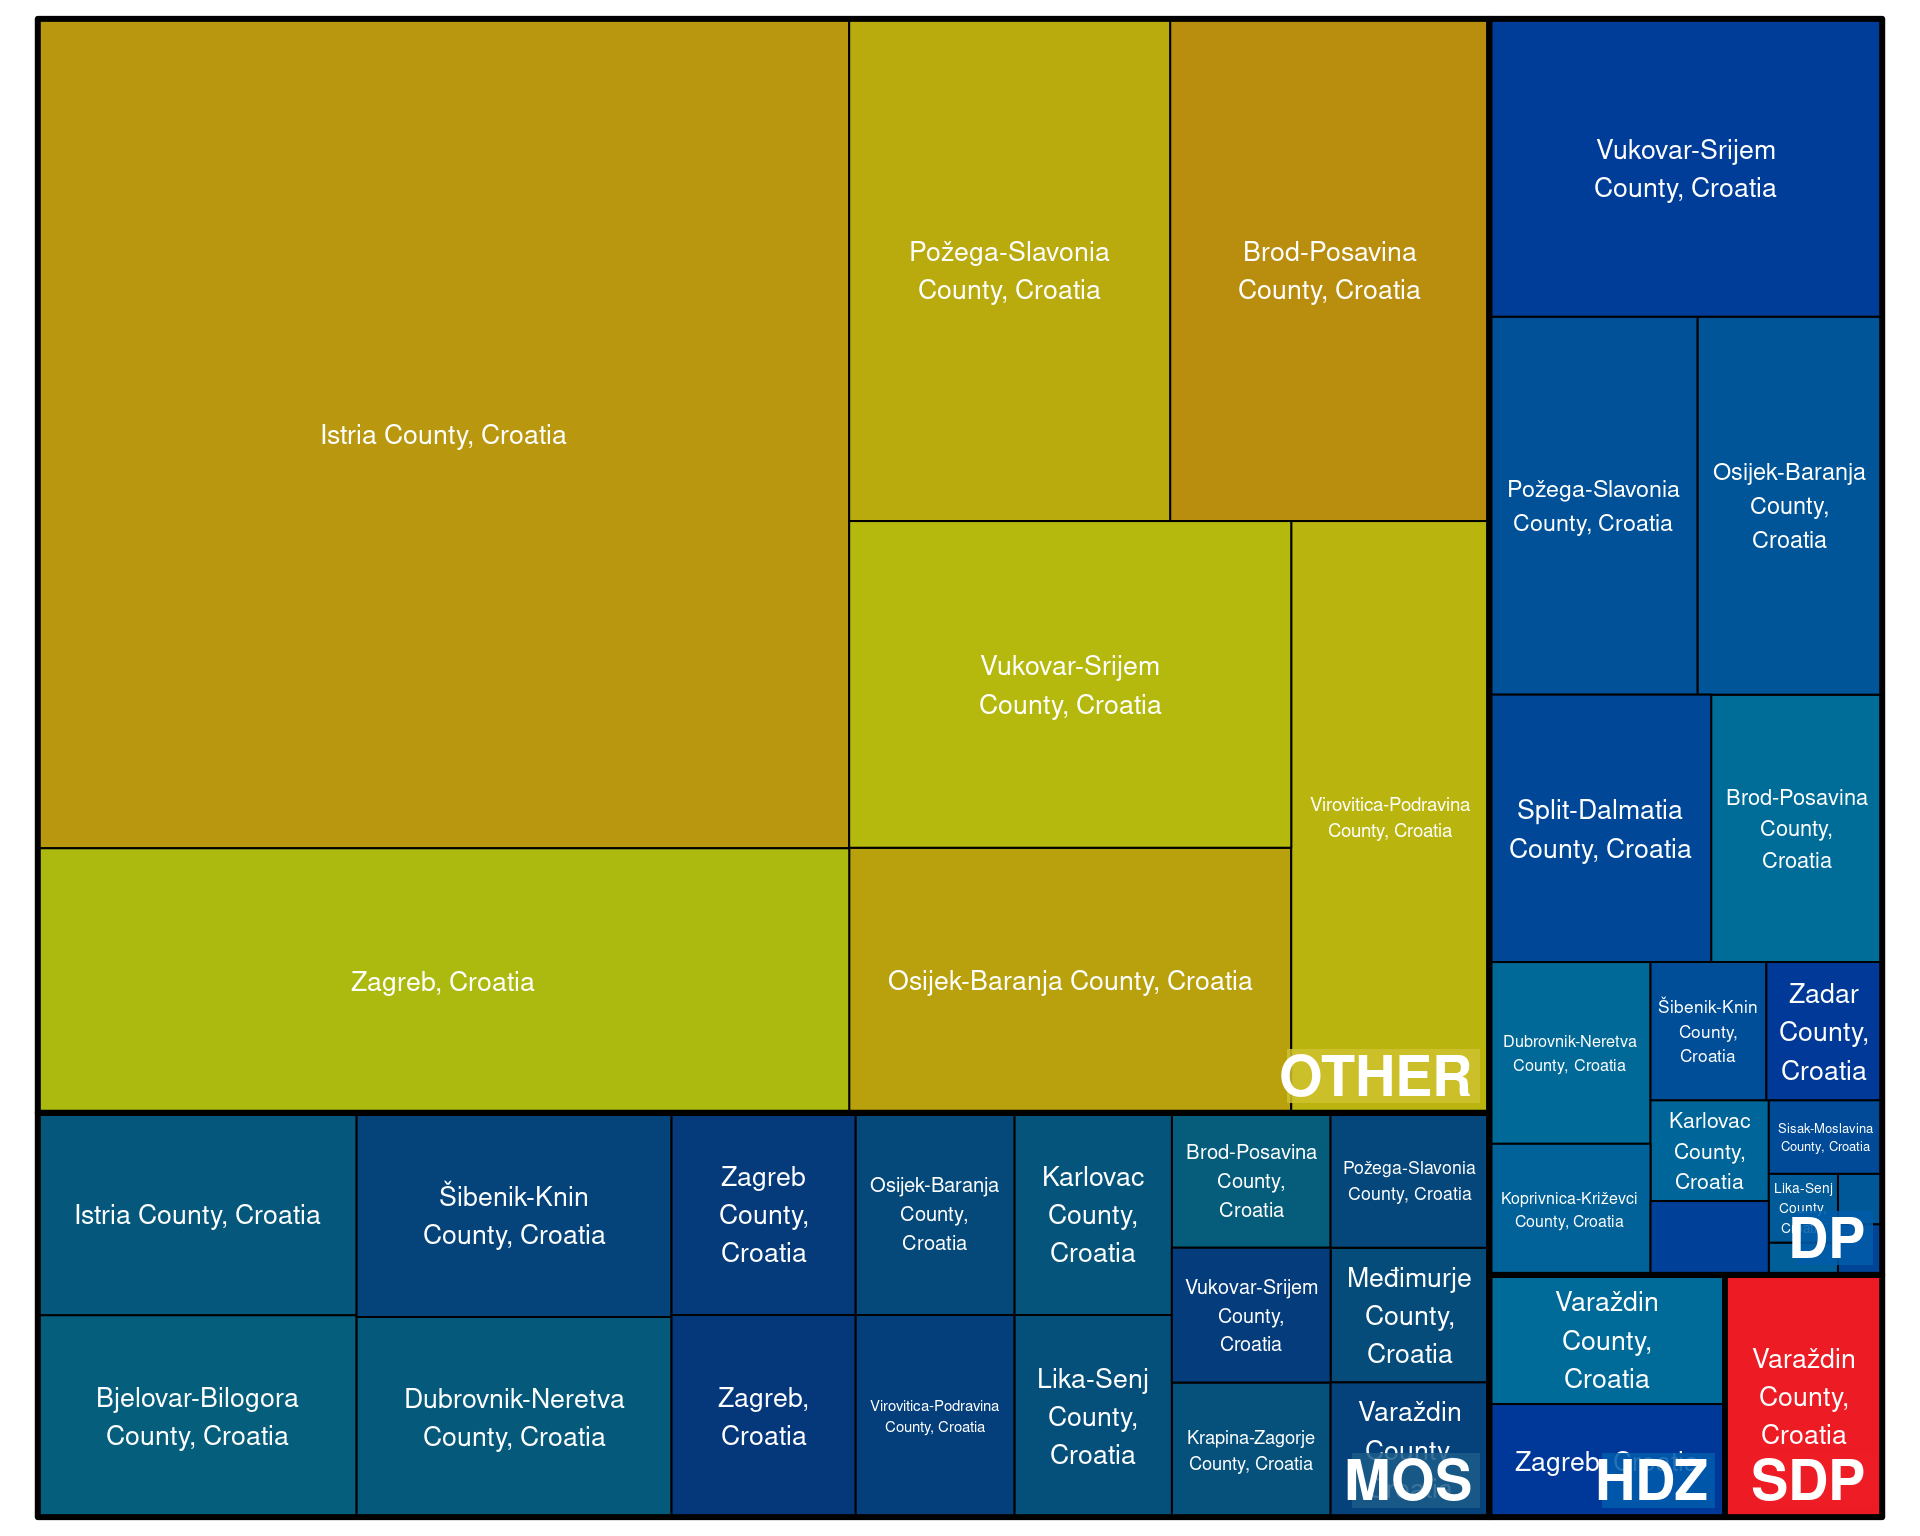 Istria County, Croatia
Požega-Slavonia
County, Croatia
Brod-Posavina
County, Croatia
Vukovar-Srijem
County, Croatia
Virovitica-Podravina
County, Croatia
Zagreb, Croatia
Osijek-Baranja County, Croatia
OTHER
Vukovar-Srijem
County, Croatia
Požega-Slavonia
County, Croatia
Osijek-Baranja
County,
Croatia
Split-Dalmatia
County, Croatia
Brod-Posavina
County,
Croatia
Dubrovnik-Neretva
County, Croatia
Šibenik-Knin
County,
Croatia
Zadar
County,
Croatia
Karlovac
County,
Croatia
Sisak-Moslavina
County, Croatia
Koprivnica-Križevci
County, Croatia
Lika-Senj
County,
DP
Istria County, Croatia
Šibenik-Knin
County, Croatia
Zagreb
County,
Croatia
Osijek-Baranja
County,
Croatia
Karlovac
County,
Croatia
Brod-Posavina
County,
Croatia
Požega-Slavonia
County, Croatia
Bjelovar-Bilogora
County, Croatia
Dubrovnik-Neretva
County, Croatia
Zagreb,
Croatia
Virovitica-Podravina
County, Croatia
Lika-Senj
County,
Croatia
Vukovar-Srijem
County,
Croatia
Međimurje
County,
Croatia
Krapina-Zagorje
County, Croatia
Varaždin
County,
MOS
Varaždin
County,
Croatia
Zagreb, Croatia
HDZ
Varaždin
County,
Croatia
SDP